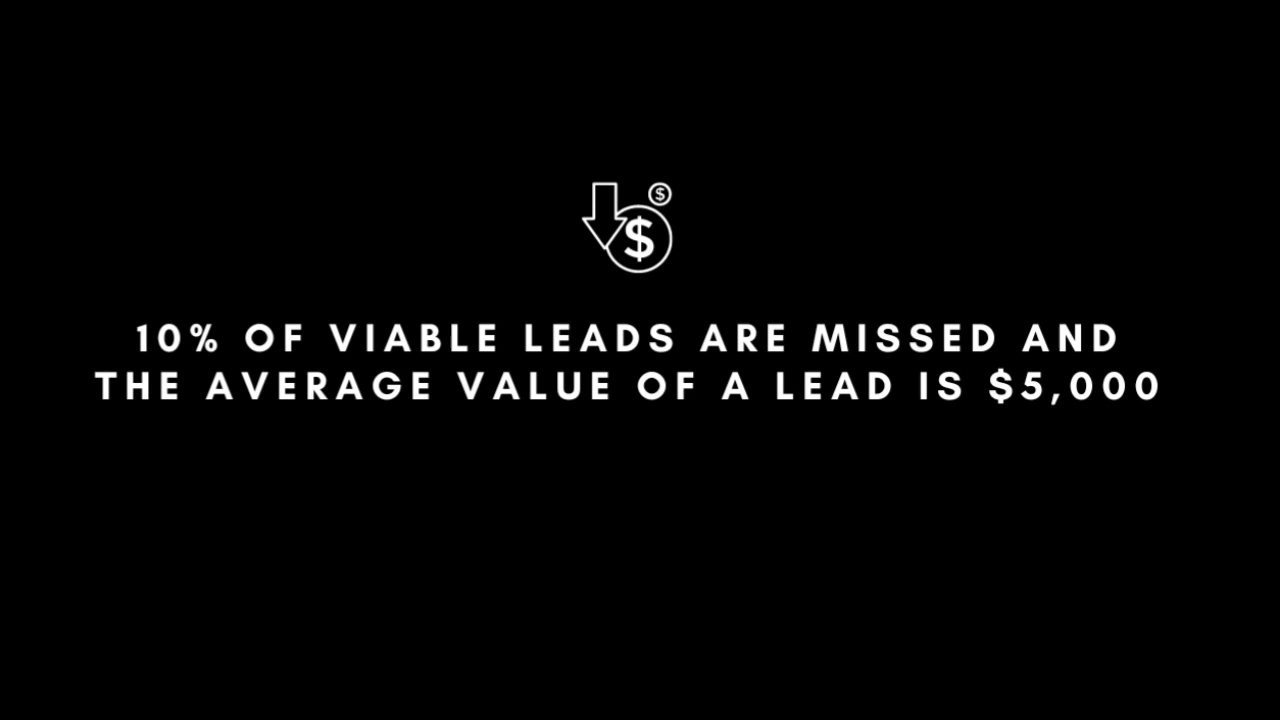 $
$
10% OF VIABLE LEADS ARE MISSED AND
THE AVERAGE VALUE OF A LEAD IS $5,000